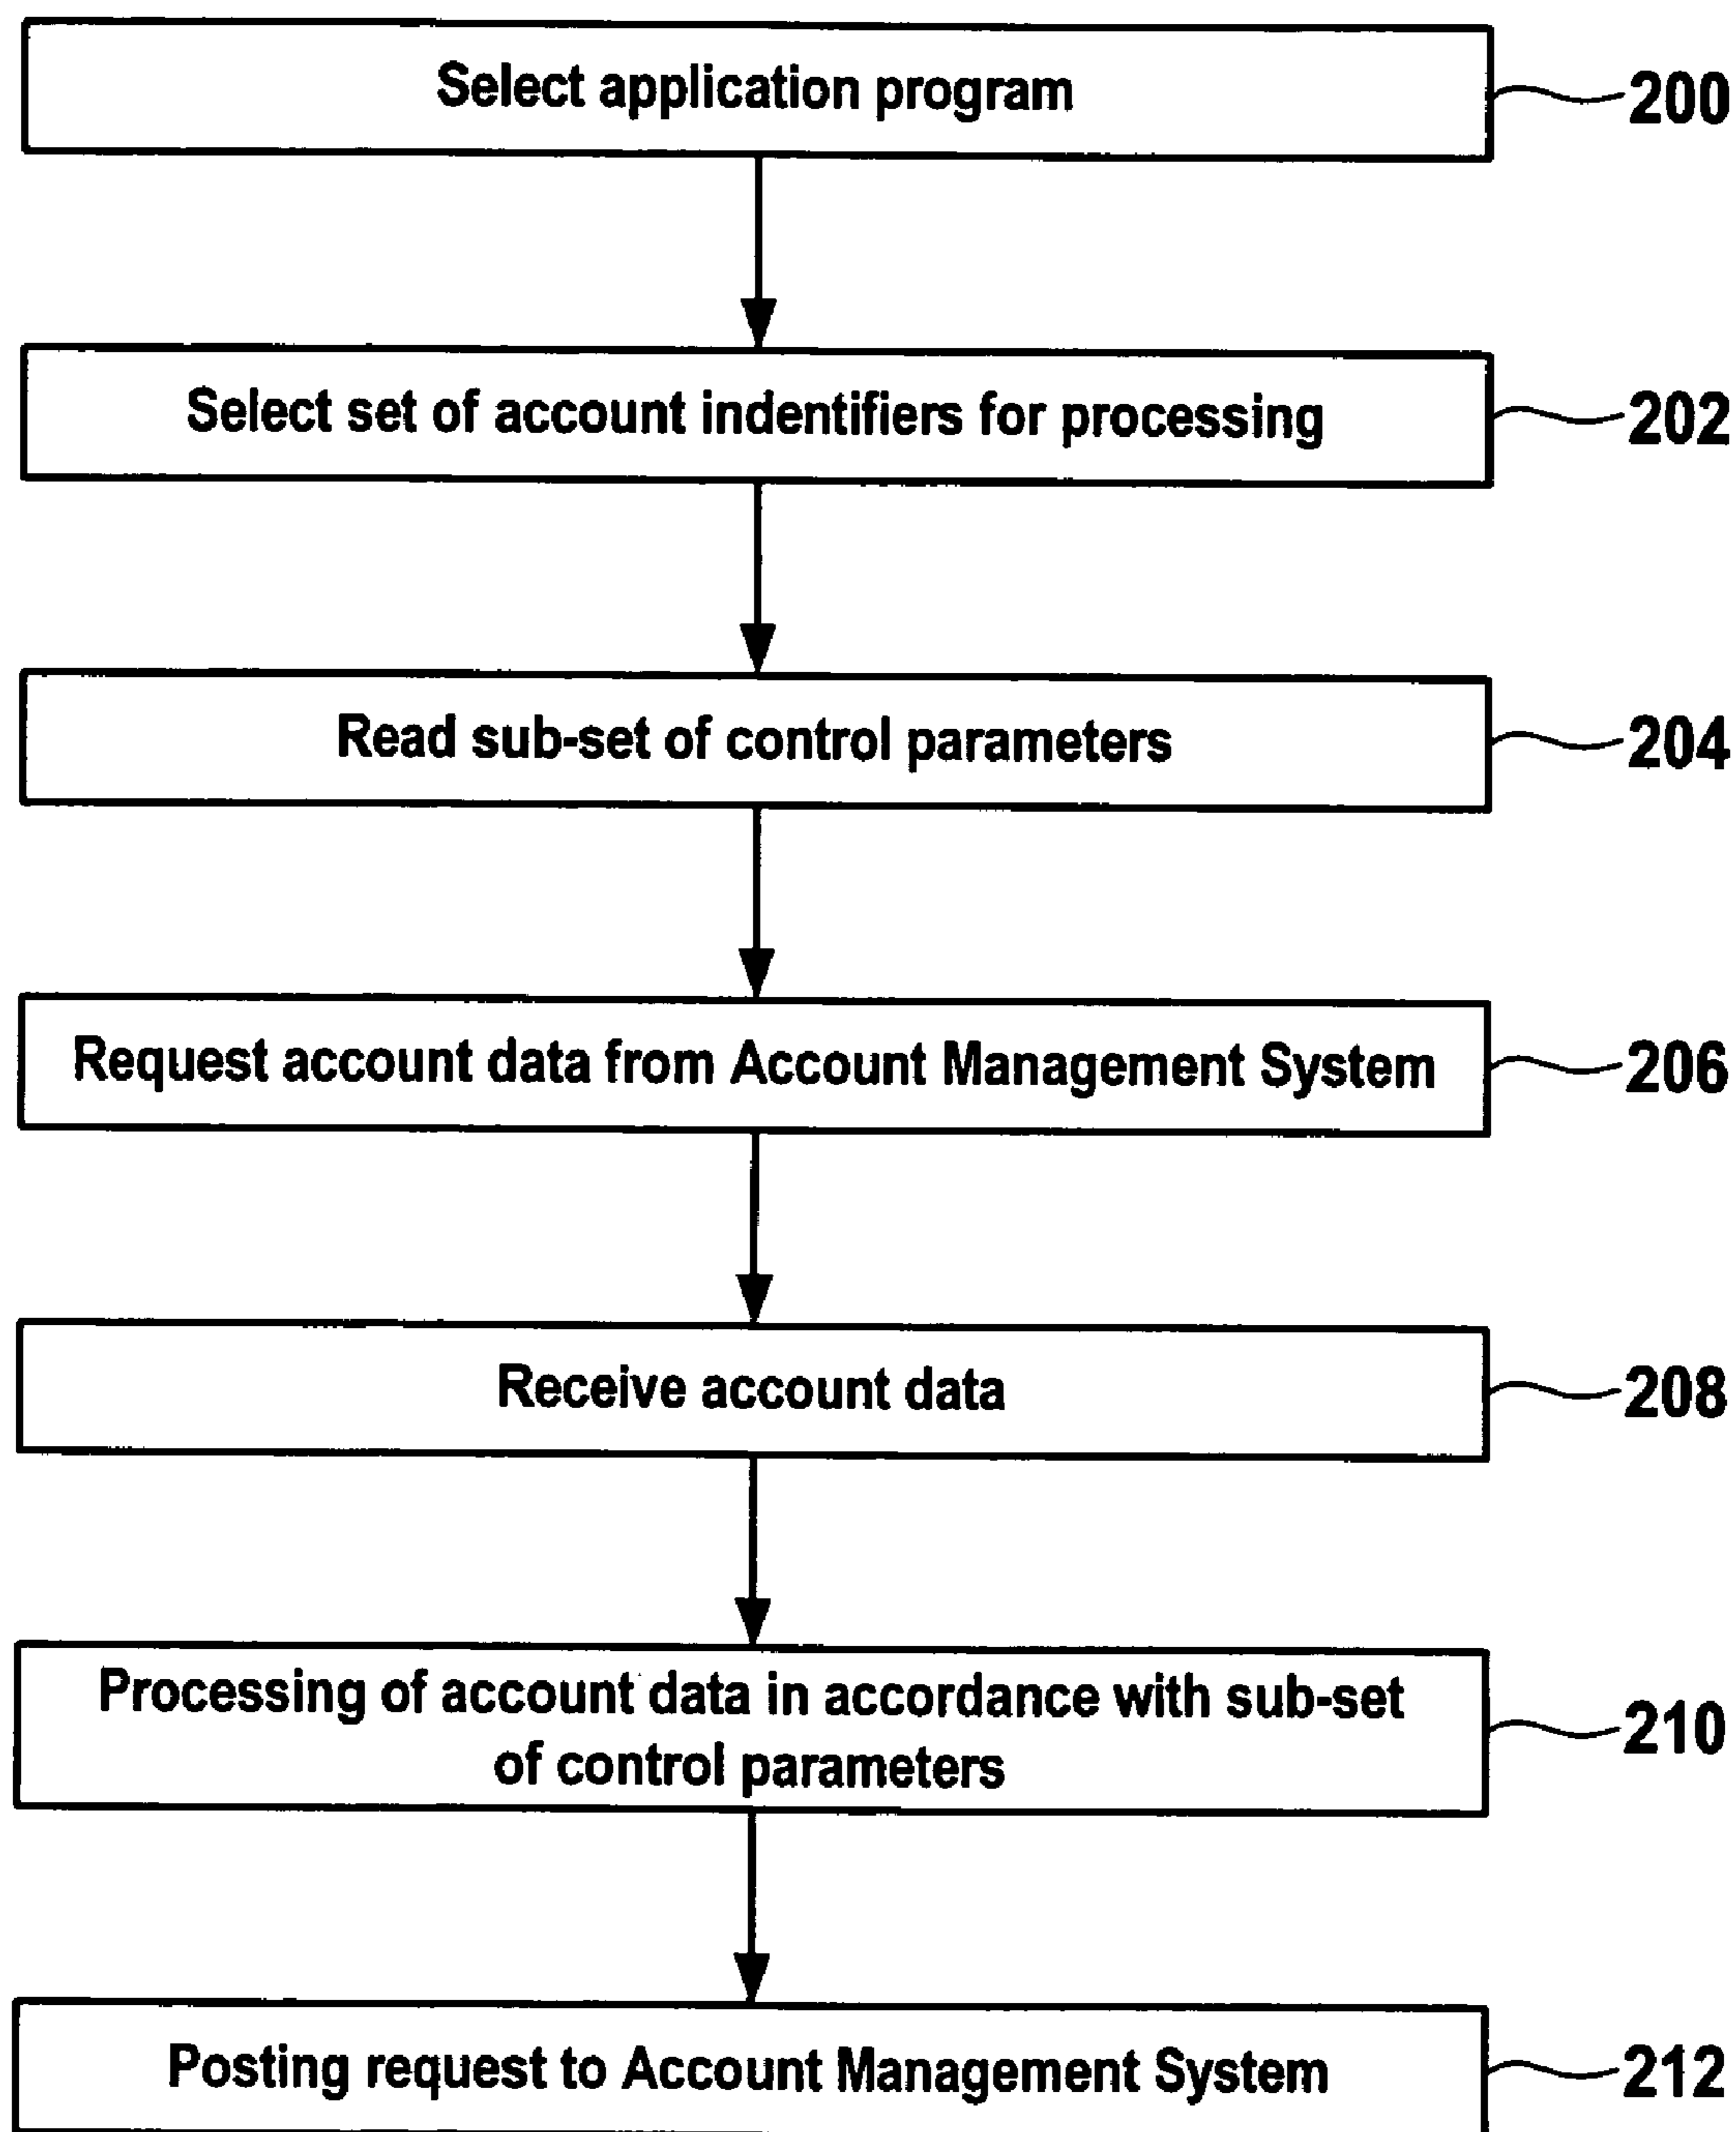 Select application program
200
Select set of account indentifiers for processing
202
Read sub-set of control parameters
204
Request account data from Account Management System
206
Receive account data
208
Processing of account data in accordance with sub-set
of control parameters
210
Posting request to Account Management System
212